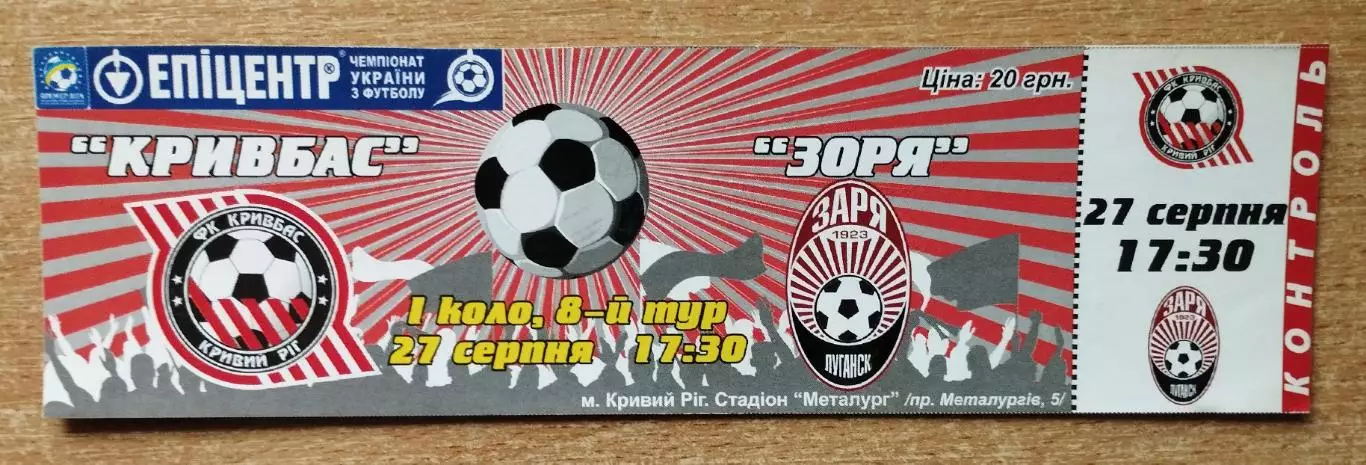 ЕПІЦЕНТР®
ЧЕМПІОНАТ
УКРАЇНИ
З ФУТБОЛУ
Ціна: 20 грн.
“КРИВБАС”
“ЗОРЯ”
ФК КРИВБАС
КРИВИЙ РІГ
ЗАРЯ
1923
ЛУГАНСК
I коло, 8-й тур
27 серпня 17:30
м. Кривий Ріг. Стадіон “Металург” /пр. Металургів, 5/
ФК КРИВБАС
КРИВИЙ РІГ
27 серпня
17:30
ЗАРЯ
1923
ЛУГАНСК
КОНТРОЛЬ